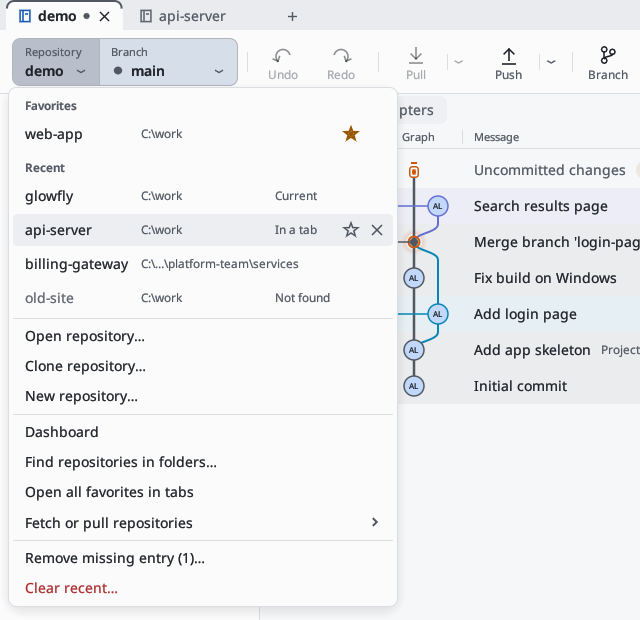 demo
api-server
Repository
demo
Branch
main
Undo
Redo
Pull
Push
Branch
Favorites
web-app C:\work
Recent
glowfly C:\work Current
api-server C:\work In a tab
billing-gateway C:\...\platform-team\services
old-site C:\work Not found
Open repository...
Clone repository...
New repository...
Dashboard
Find repositories in folders...
Open all favorites in tabs
Fetch or pull repositories
Remove missing entry (1)...
Clear recent...
pters
Graph Message
Uncommitted changes
AL Search results page
Merge branch 'login-pag
AL Fix build on Windows
AL Add login page
AL Add app skeleton Project
AL Initial commit